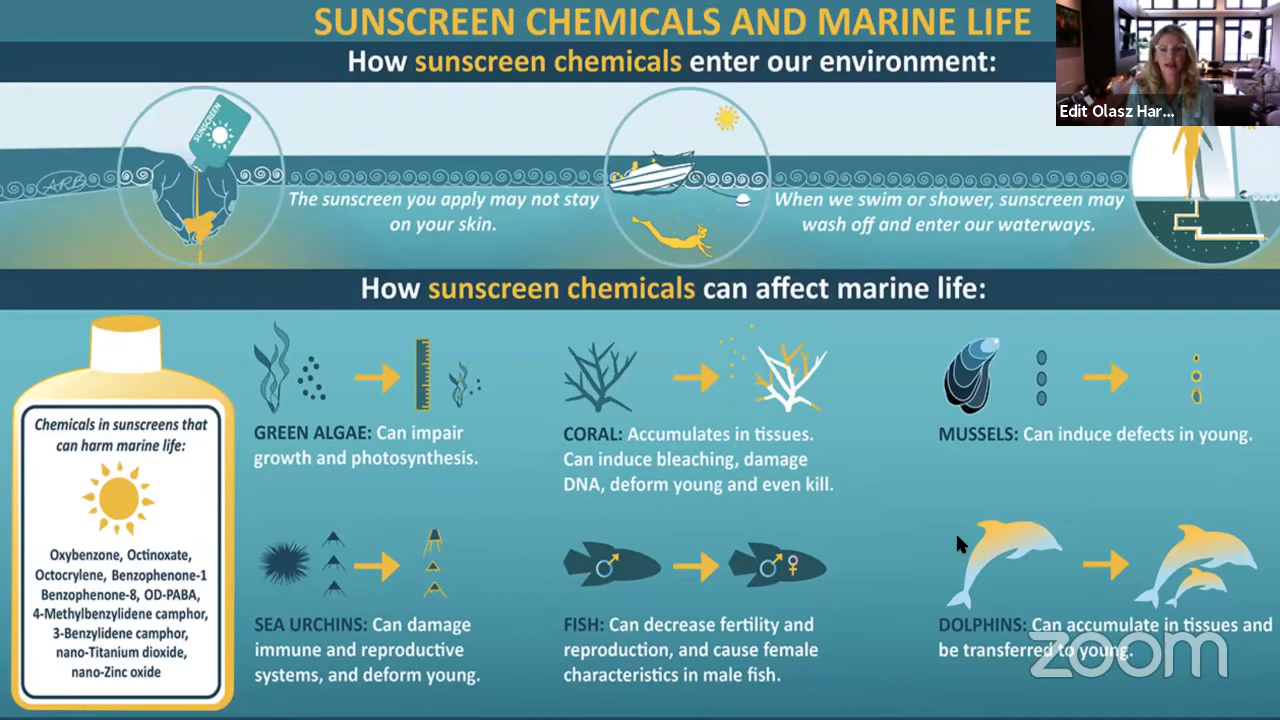 SUNSCREEN CHEMICALS AND MARINE LIFE
How sunscreen chemicals enter our environment:
Edit Olasz Har...
SUNSCREEN
ARB
The sunscreen you apply may not stay
on your skin.
When we swim or shower, sunscreen may
wash off and enter our waterways.
How sunscreen chemicals can affect marine life:
Chemicals in sunscreens that
can harm marine life:
Oxybenzone, Octinoxate,
Octocrylene, Benzophenone-1
Benzophenone-8, OD-PABA,
4-Methylbenzylidene camphor,
3-Benzylidene camphor,
nano-Titanium dioxide,
nano-Zinc oxide
GREEN ALGAE: Can impair
growth and photosynthesis.
CORAL: Accumulates in tissues.
Can induce bleaching, damage
DNA, deform young and even kill.
MUSSELS: Can induce defects in young.
SEA URCHINS: Can damage
immune and reproductive
systems, and deform young.
FISH: Can decrease fertility and
reproduction, and cause female
characteristics in male fish.
DOLPHINS: Can accumulate in tissues and
be transferred to young.
zoom